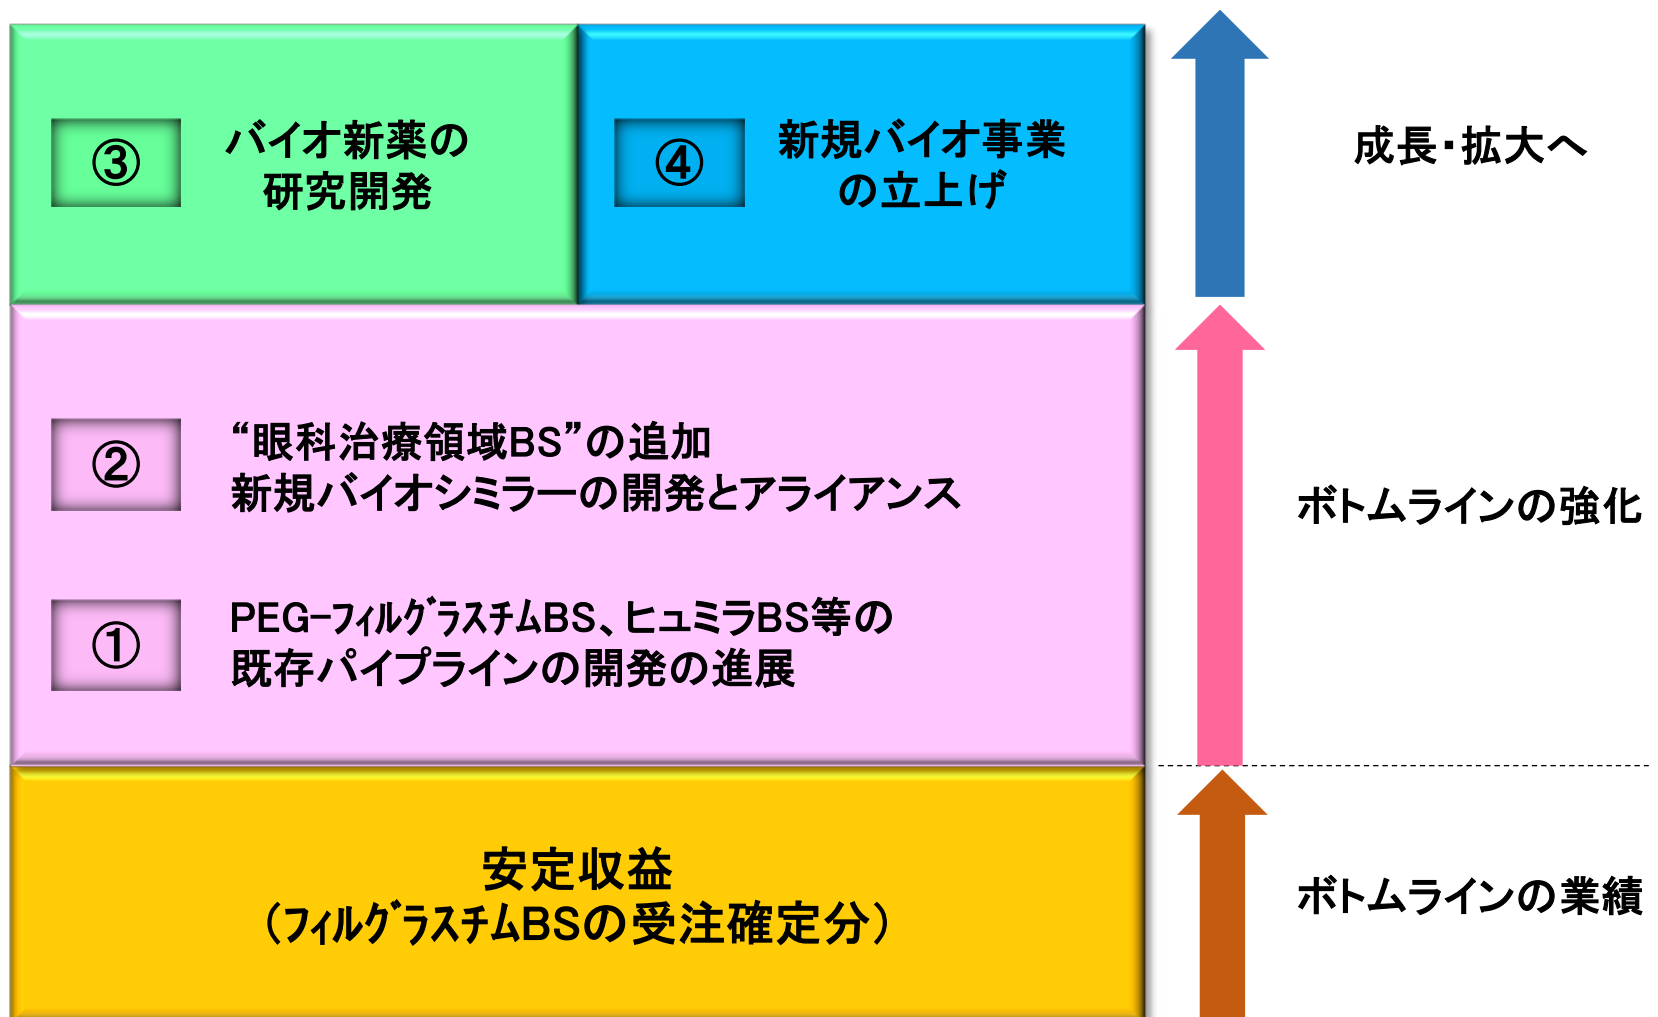 ③
バイオ新薬の
研究開発
④
新規バイオ事業
の立上げ
成長・拡大へ
②
“眼科治療領域BS”の追加
新規バイオシミラーの開発とアライアンス
ボトムラインの強化
①
PEG-ﾌｨﾙｸﾞﾗｽﾁﾑBS、ヒュミラBS等の
既存パイプラインの開発の進展
安定収益
（ﾌｨﾙｸﾞﾗｽﾁﾑBSの受注確定分）
ボトムラインの業績